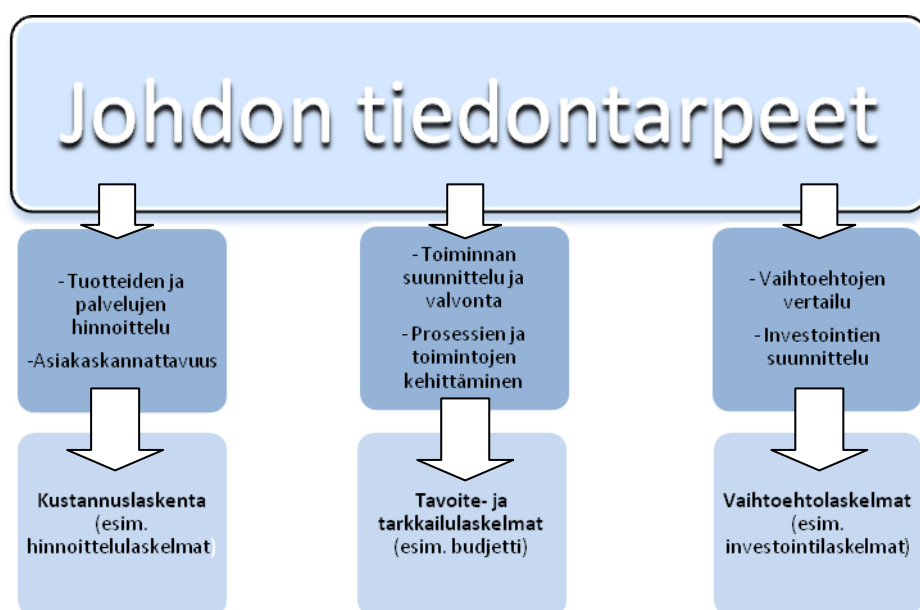 Johdon tiedontarpeet
- Tuotteiden ja
palvelujen
hinnoittelu
-Asiakaskannattavuus
- Toiminnan
suunnittelu ja
valvonta
- Prosessien ja
toimintojen
kehittäminen
- Vaihtoehtojen
vertailu
- Investointien
suunnittelu
Kustannuslaskenta
(esim.
hinnoittelulaskelmat)
Tavoite- ja
tarkkailulaskelmat
(esim. budjetti)
Vaihtoehtolaskelmat
(esim.
investointilaskelmat)